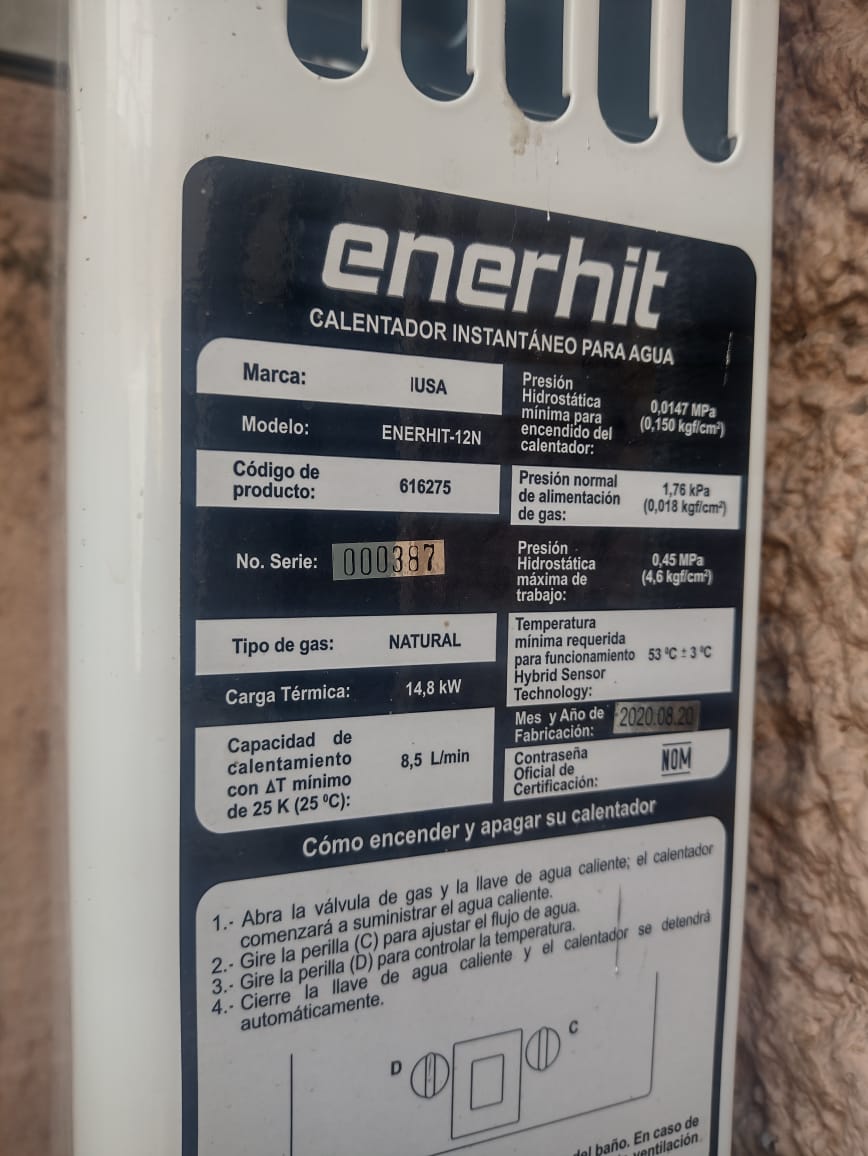 enerhit
CALENTADOR INSTANTÁNEO PARA AGUA
Marca: IUSA
Modelo: ENERHIT-12N
Código de
producto: 616275
No. Serie: 000387
Tipo de gas: NATURAL
Carga Térmica: 14,8 kW
Capacidad de
calentamiento
con ΔT mínimo
de 25 K (25 ºC): 8,5 L/min
Presión
Hidrostática
mínima para
encendido del
calentador:
0,0147 MPa
(0,150 kgf/cm²)
Presión normal
de alimentación
de gas:
1,76 kPa
(0,018 kgf/cm²)
Presión
Hidrostática
máxima de
trabajo:
0,45 MPa
(4,6 kgf/cm²)
Temperatura
mínima requerida
para funcionamiento 53 ºC ± 3 ºC
Hybrid Sensor
Technology:
Mes y Año de
Fabricación: 2020.08.20
Contraseña
Oficial de
Certificación:
NOM
Cómo encender y apagar su calentador
1.- Abra la válvula de gas y la llave de agua caliente; el calentador
comenzará a suministrar el agua caliente.
2.- Gire la perilla (C) para ajustar el flujo de agua.
3.- Gire la perilla (D) para controlar la temperatura.
4.- Cierre la llave de agua caliente y el calentador se detendrá
automáticamente.
D
C
del baño. En caso de
ventilación.